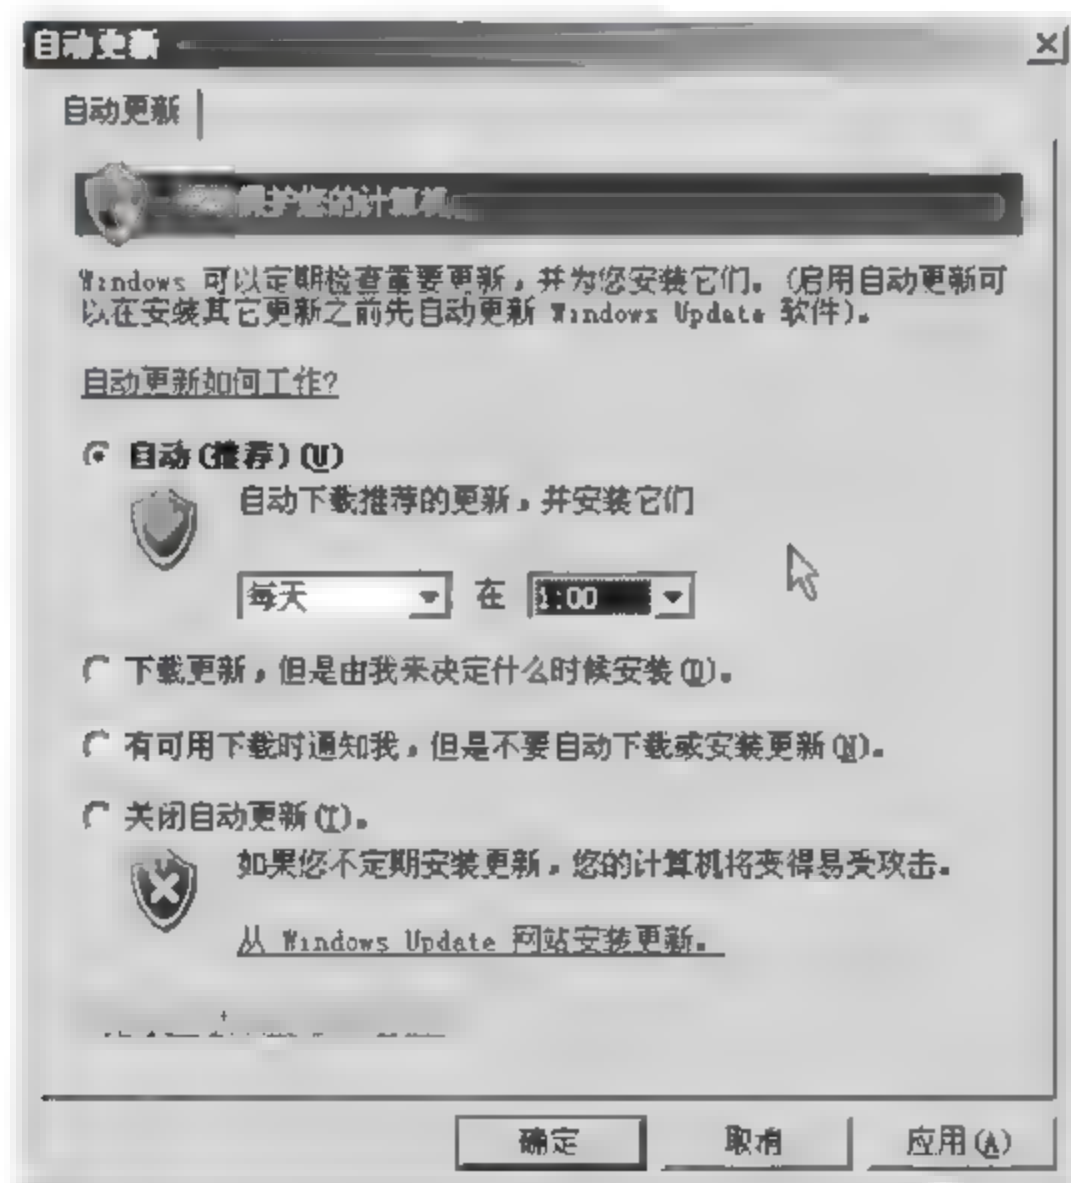 自动更新
自动更新
保护您的计算机
Windows 可以定期检查重要更新，并为您安装它们。(启用自动更新可
以在安装其它更新之前先自动更新 Windows Update 软件)。
自动更新如何工作?
自动(推荐)(U)
自动下载推荐的更新，并安装它们
每天 在 1:00
下载更新，但是由我来决定什么时候安装(D)。
有可用下载时通知我，但是不要自动下载或安装更新(N)。
关闭自动更新(T)。
如果您不定期安装更新，您的计算机将变得易受攻击。
从 Windows Update 网站安装更新。
确定 取消 应用(A)